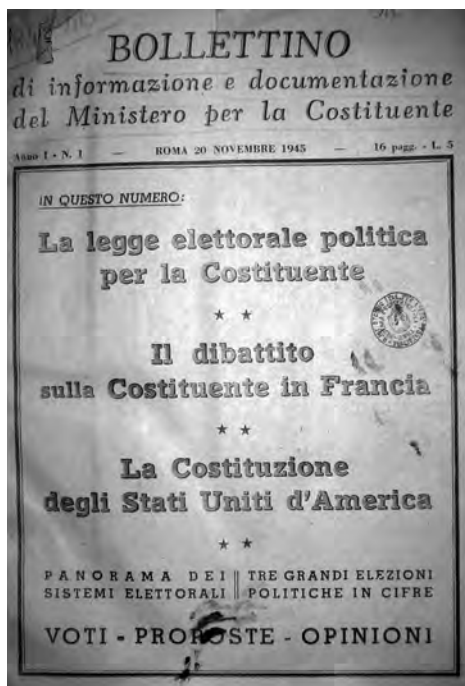 BOLLETTINO
di informazione e documentazione
del Ministero per la Costituente
Anno I - N. 1 — ROMA 20 NOVEMBRE 1945 — 16 pagg. - L. 5
IN QUESTO NUMERO:
La legge elettorale politica
per la Costituente
★ ★
Il dibattito
sulla Costituente in Francia
★ ★
La Costituzione
degli Stati Uniti d'America
★ ★
PANORAMA DEI
SISTEMI ELETTORALI
TRE GRANDI ELEZIONI
POLITICHE IN CIFRE
VOTI - PROPOSTE - OPINIONI